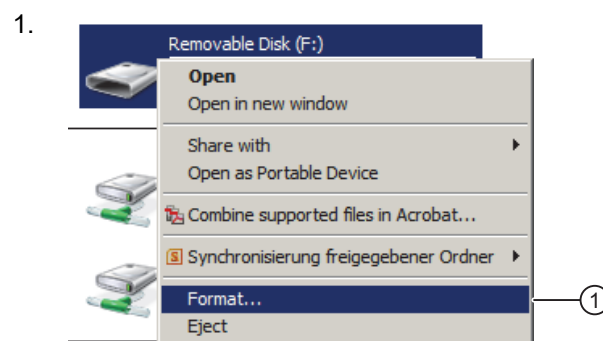 1.
Removable Disk (F:)
Open
Open in new window
Share with
Open as Portable Device
Combine supported files in Acrobat...
Synchronisierung freigegebener Ordner
Format...
1
Eject